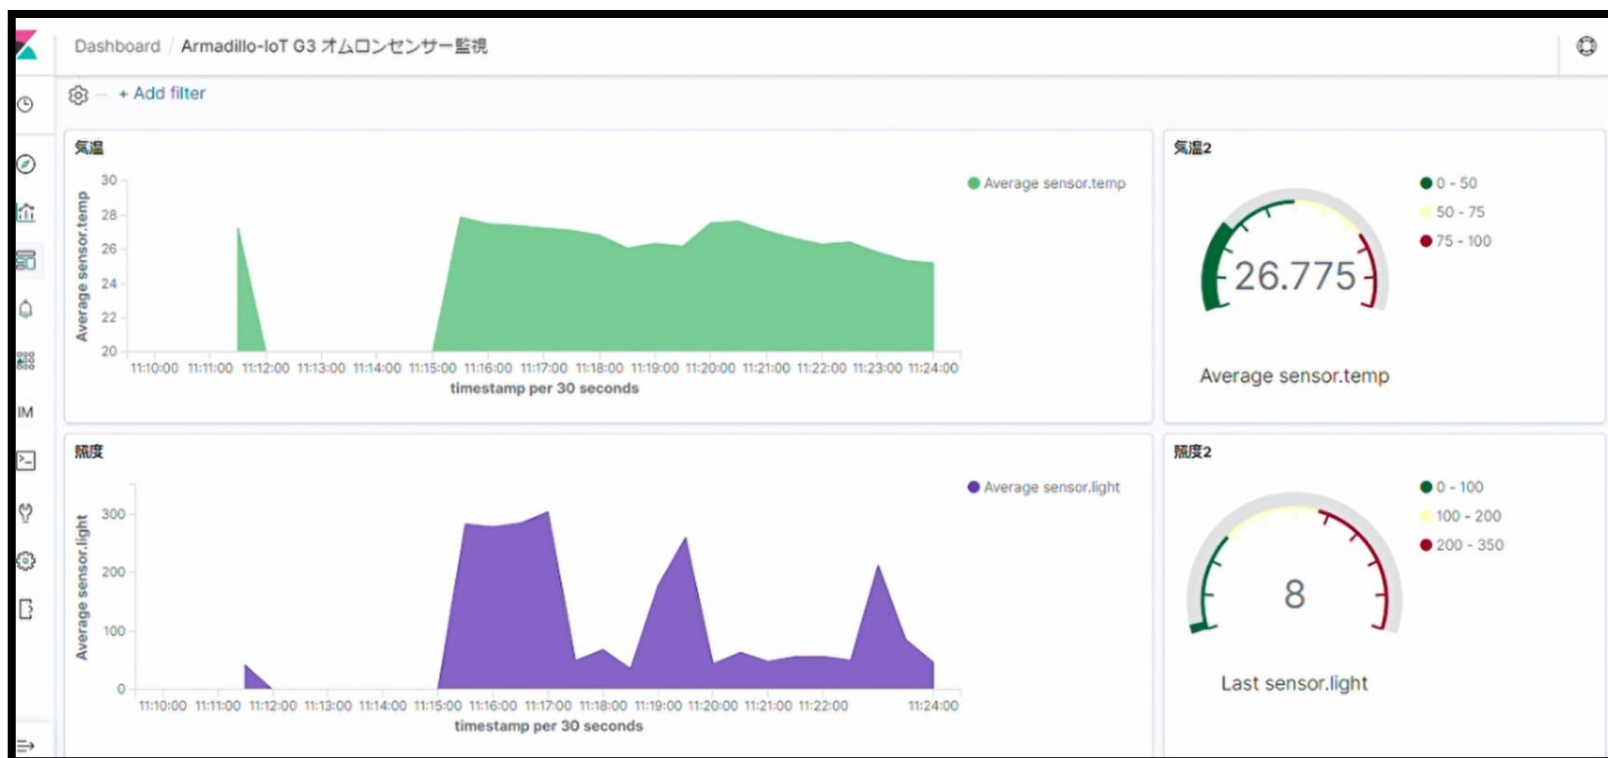 Dashboard / Armadillo-IoT G3 オムロンセンサー監視
+ Add filter
気温
Average sensor.temp
30
28
26
24
22
20
11:10:00 11:11:00 11:12:00 11:13:00 11:14:00 11:15:00 11:16:00 11:17:00 11:18:00 11:19:00 11:20:00 11:21:00 11:22:00 11:23:00 11:24:00
timestamp per 30 seconds
Average sensor.temp
気温2
0 - 50
50 - 75
75 - 100
26.775
Average sensor.temp
IM
照度
Average sensor.light
300
200
100
0
11:10:00 11:11:00 11:12:00 11:13:00 11:14:00 11:15:00 11:16:00 11:17:00 11:18:00 11:19:00 11:20:00 11:21:00 11:22:00 11:24:00
timestamp per 30 seconds
Average sensor.light
照度2
0 - 100
100 - 200
200 - 350
8
Last sensor.light